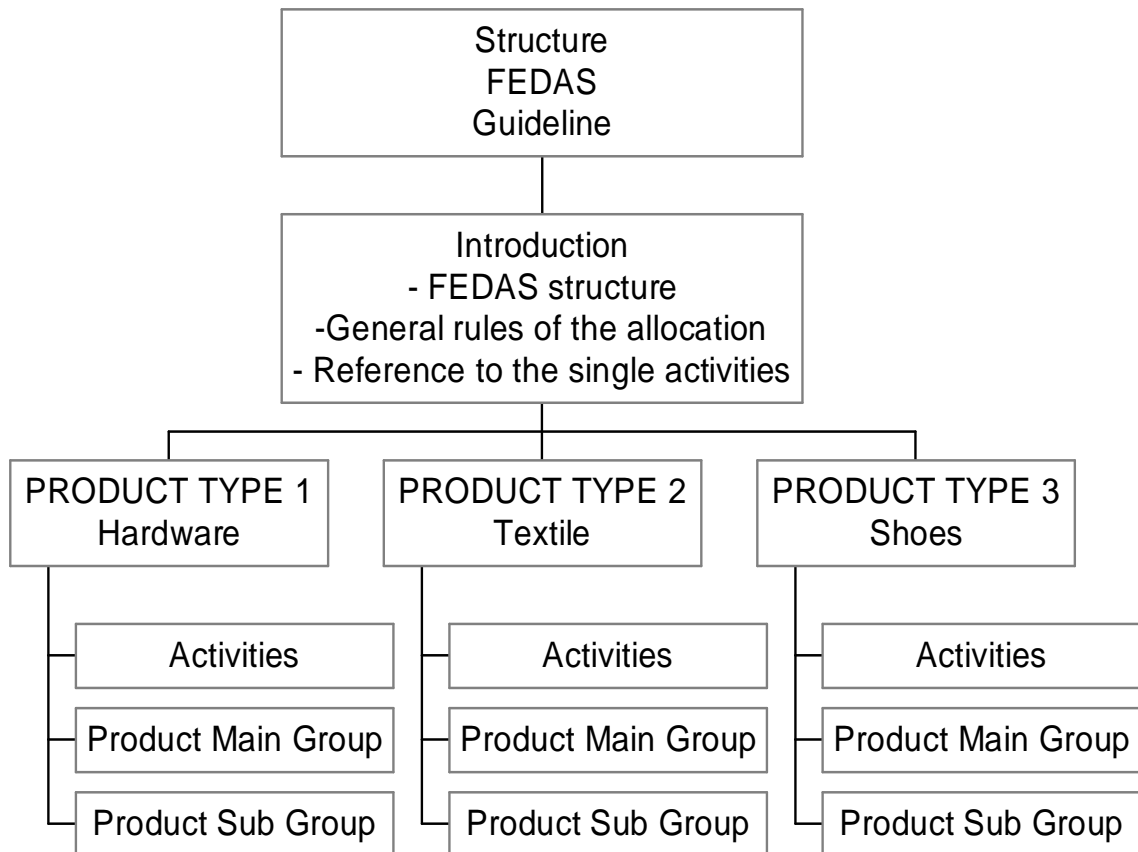 Structure
FEDAS
Guideline
Introduction
- FEDAS structure
-General rules of the allocation
- Reference to the single activities
PRODUCT TYPE 1
Hardware
PRODUCT TYPE 2
Textile
PRODUCT TYPE 3
Shoes
Activities
Product Main Group
Product Sub Group
Activities
Product Main Group
Product Sub Group
Activities
Product Main Group
Product Sub Group